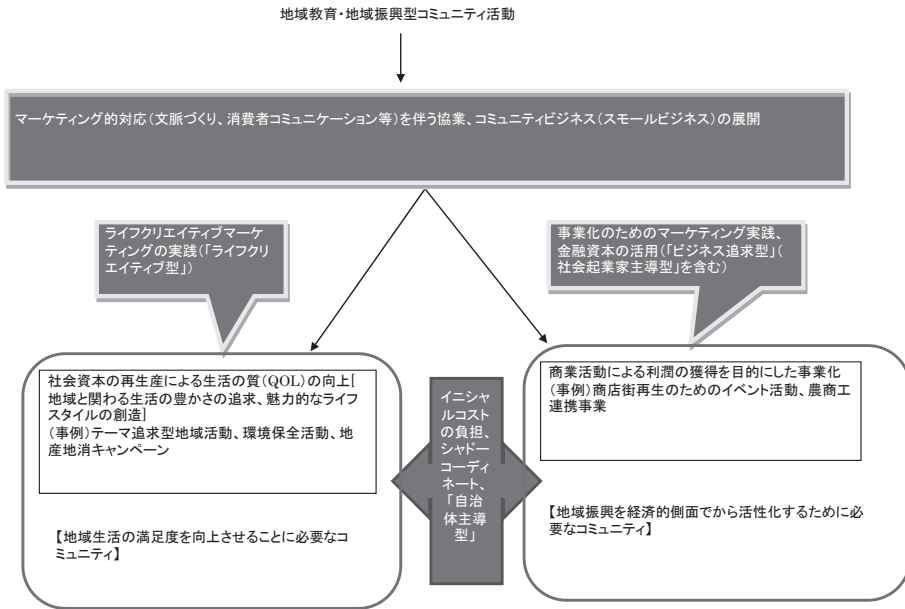 地域教育・地域振興型コミュニティ活動
マーケティング的対応（文脈づくり、消費者コミュニケーション等）を伴う協業、コミュニティビジネス（スモールビジネス）の展開
ライフクリエイティブマーケ
ティングの実践（「ライフクリ
エイティブ型」）
事業化のためのマーケティング実践、
金融資本の活用（「ビジネス追求型」（
社会起業家主導型」を含む）
社会資本の再生産による生活の質（QOL）の向上[
地域と関わる生活の豊かさの追求、魅力的なライフ
スタイルの創造]
（事例）テーマ追求型地域活動、環境保全活動、地
産地消キャンペーン
【地域生活の満足度を向上させることに必要なコ
ミュニティ】
イニシャ
ルコスト
の負担、
シャドー
コーディ
ネート、
「自治
体主導
型」
商業活動による利潤の獲得を目的にした事業化
（事例）商店街再生のためのイベント活動、農商工
連携事業
【地域振興を経済的側面でから活性化するために必
要なコミュニティ】